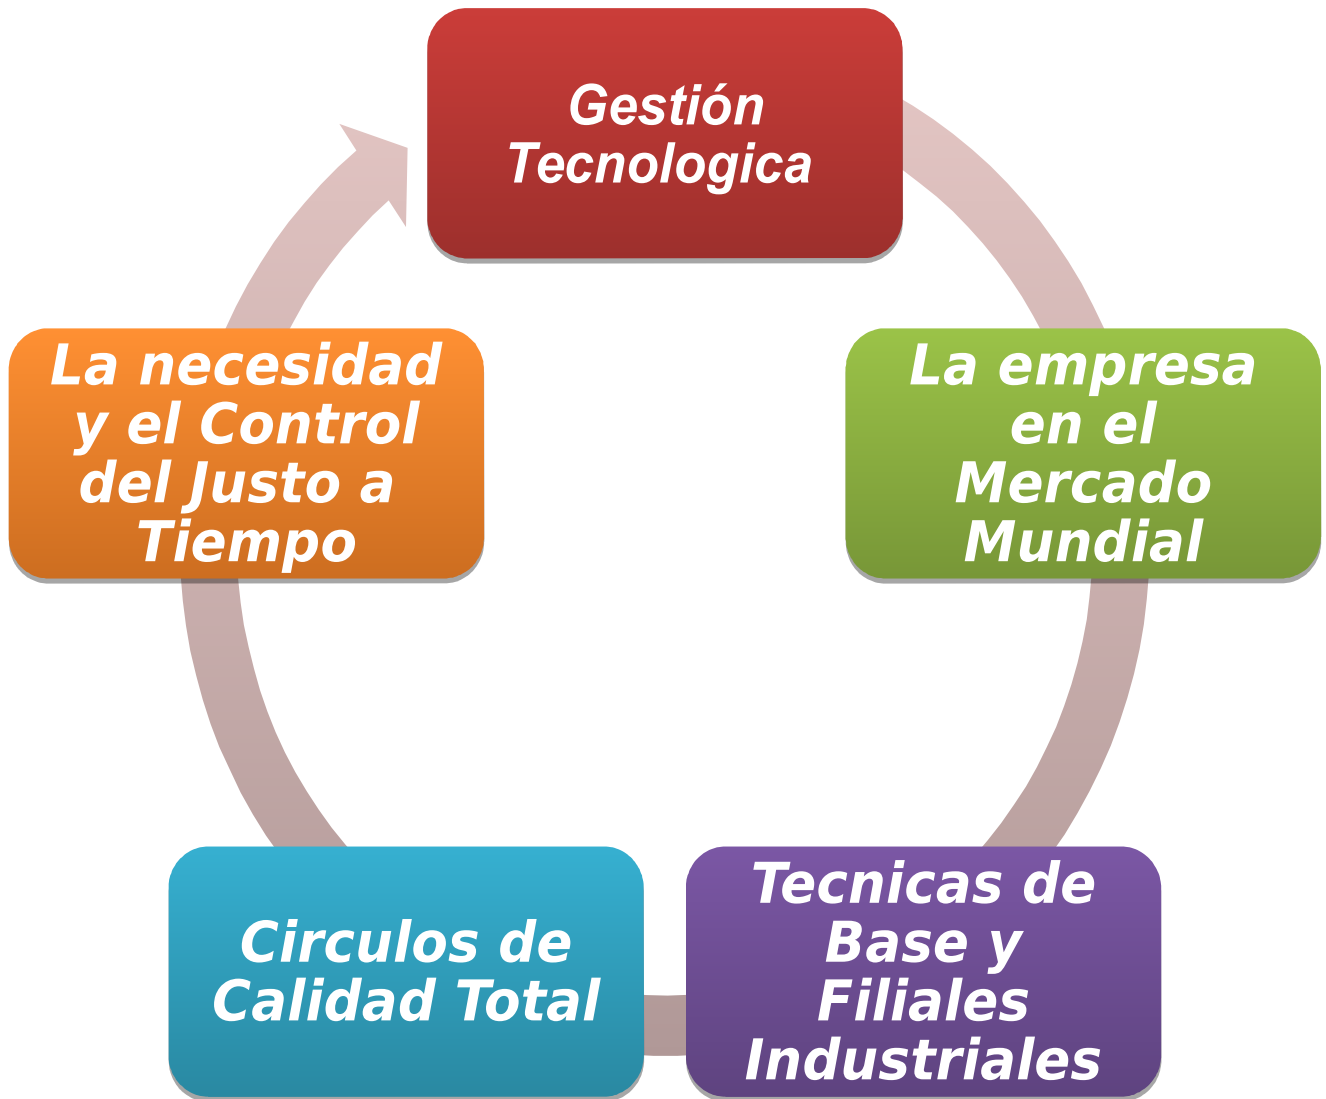 Gestión
Tecnologica
La empresa
en el
Mercado
Mundial
Tecnicas de
Base y
Filiales
Industriales
Circulos de
Calidad Total
La necesidad
y el Control
del Justo a
Tiempo